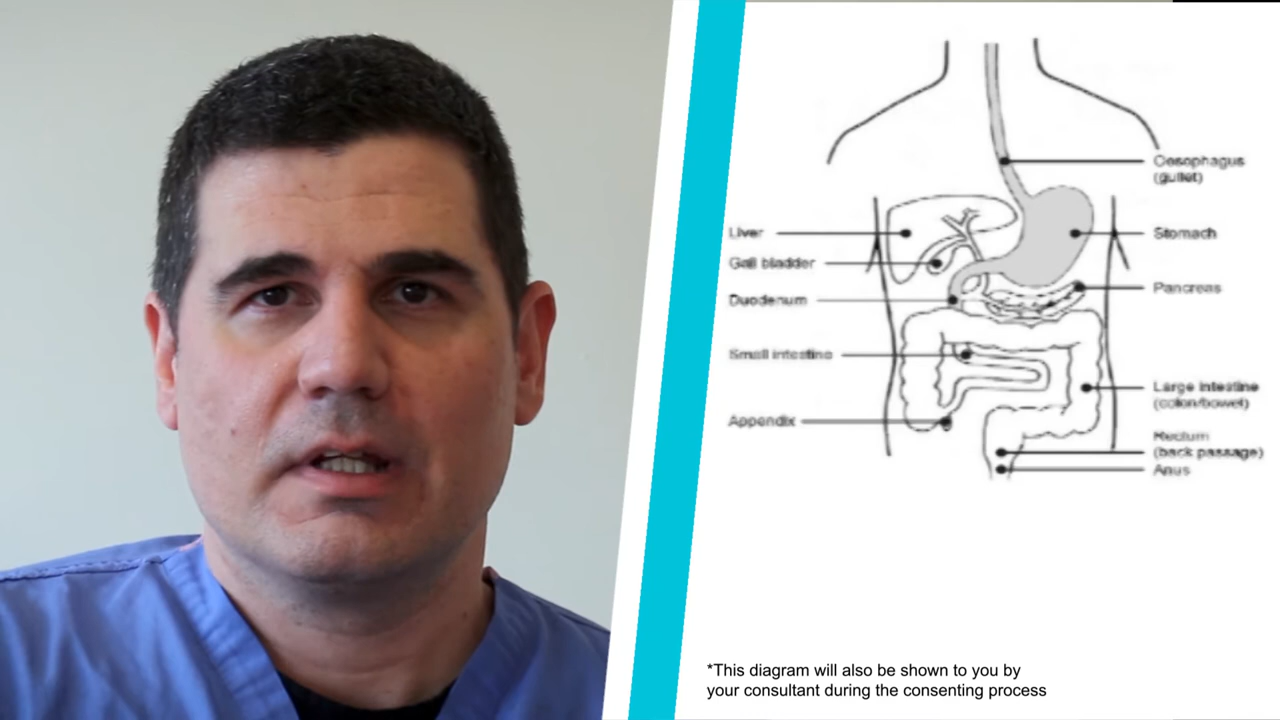 Oesophagus
(gullet)
Liver
Stomach
Gall bladder
Pancreas
Duodenum
Small intestine
Large intestine
(colon/bowel)
Appendix
Rectum
(back passage)
Anus
*This diagram will also be shown to you by
your consultant during the consenting process